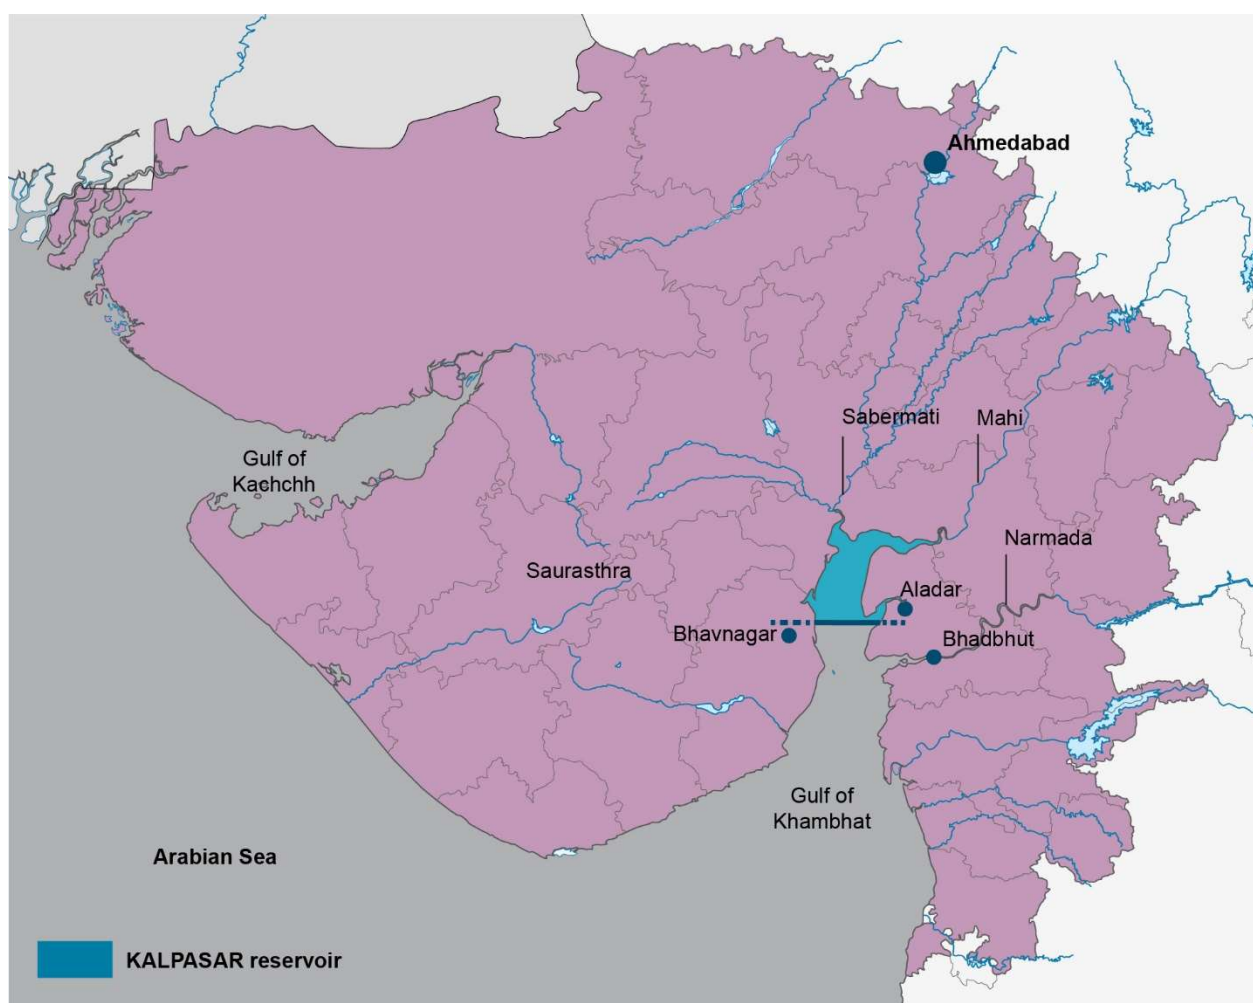 Ahmedabad
Sabermati
Mahi
Gulf of
Kachchh
Narmada
Saurasthra
Aladar
Bhavnagar
Bhadbhut
Gulf of
Khambhat
Arabian Sea
KALPASAR reservoir